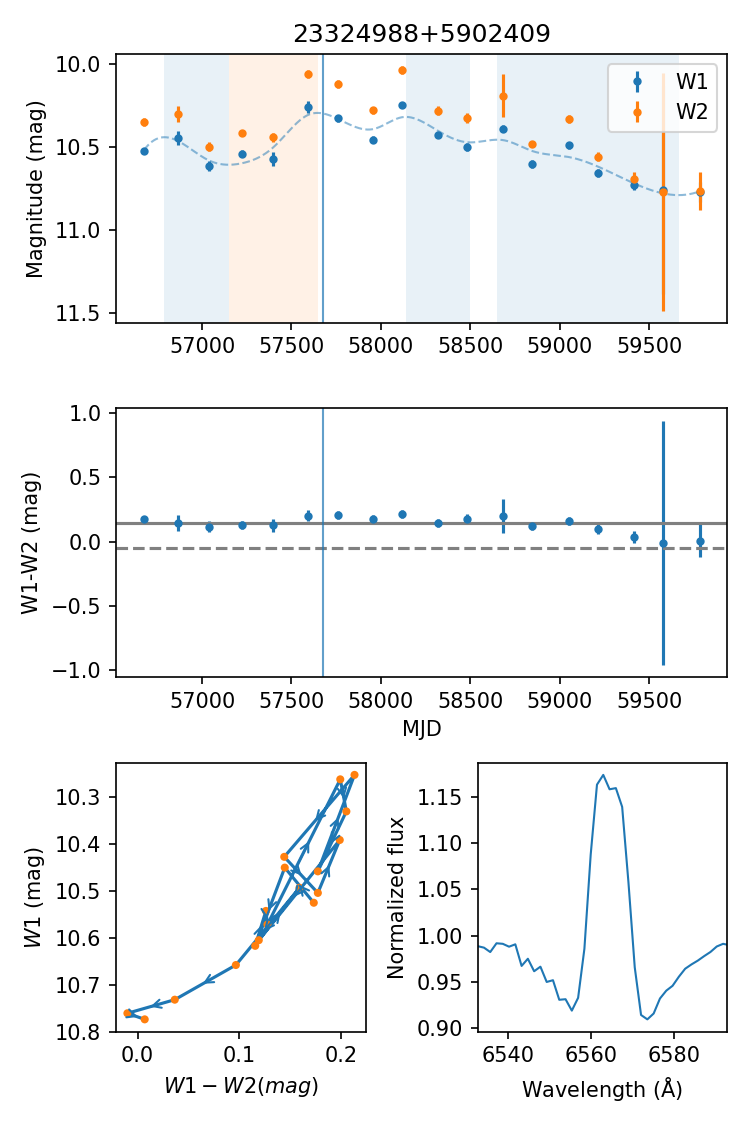 23324988+5902409
Magnitude (mag)
10.0
10.5
11.0
11.5
W1
W2
57000 57500 58000 58500 59000 59500
W1-W2 (mag)
1.0
0.5
0.0
−0.5
−1.0
57000 57500 58000 58500 59000 59500
MJD
W1 (mag)
10.3
10.4
10.5
10.6
10.7
10.8
0.0 0.1 0.2
W1 − W2(mag)
Normalized flux
1.15
1.10
1.05
1.00
0.95
0.90
6540 6560 6580
Wavelength (Å)